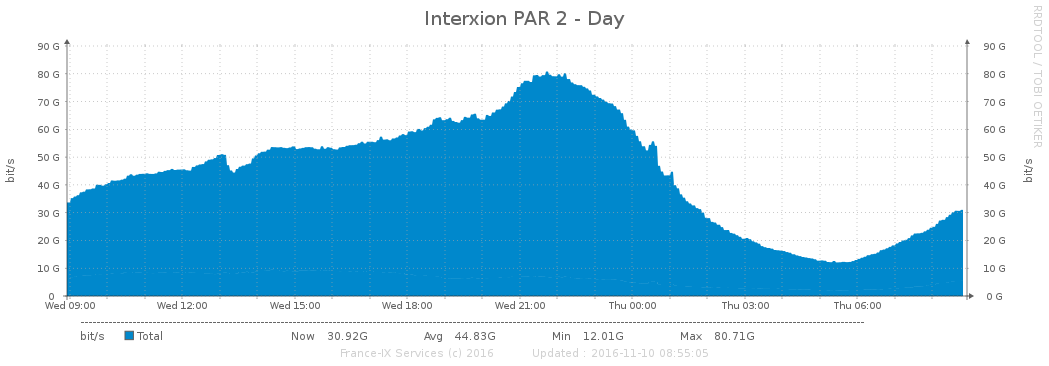 Interxion PAR 2 - Day
RRDTOOL / TOBI OETIKER
90 G 90 G
80 G 80 G
70 G 70 G
60 G 60 G
50 G 50 G
40 G 40 G
30 G 30 G
20 G 20 G
10 G 10 G
0 0 G
bit/s bit/s
Wed 09:00 Wed 12:00 Wed 15:00 Wed 18:00 Wed 21:00 Thu 00:00 Thu 03:00 Thu 06:00
bit/s Total Now 30.92G Avg 44.83G Min 12.01G Max 80.71G
France-IX Services (c) 2016 Updated : 2016-11-10 08:55:05